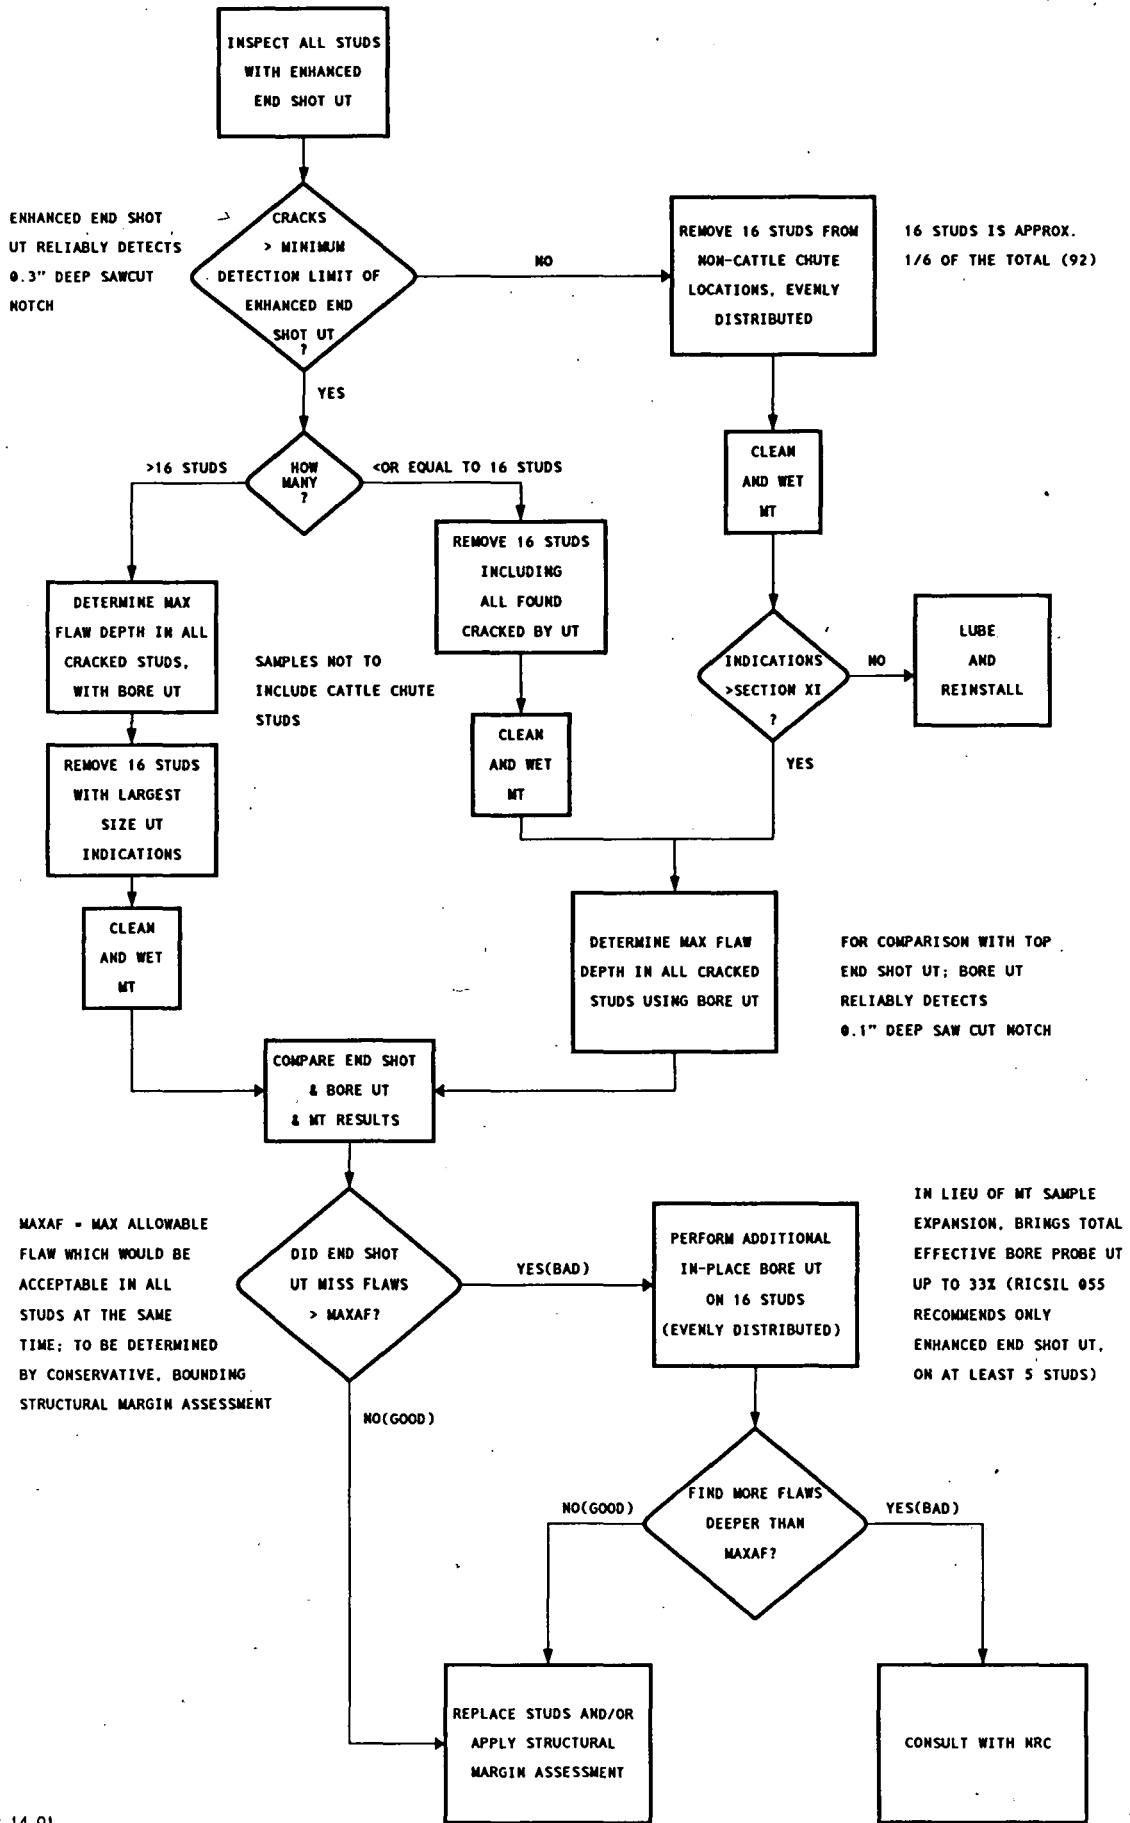 INSPECT ALL STUDS
WITH ENHANCED
END SHOT UT
ENHANCED END SHOT
UT RELIABLY DETECTS
0.3" DEEP SAWCUT
NOTCH
CRACKS
> MINIMUM
DETECTION LIMIT OF
ENHANCED END
SHOT UT
?
NO
REMOVE 16 STUDS FROM
NON-CATTLE CHUTE
LOCATIONS, EVENLY
DISTRIBUTED
16 STUDS IS APPROX.
1/6 OF THE TOTAL (92)
YES
HOW
MANY
?
>16 STUDS
<OR EQUAL TO 16 STUDS
CLEAN
AND WET
MT
REMOVE 16 STUDS
INCLUDING
ALL FOUND
CRACKED BY UT
DETERMINE MAX
FLAW DEPTH IN ALL
CRACKED STUDS,
WITH BORE UT
SAMPLES NOT TO
INCLUDE CATTLE CHUTE
STUDS
INDICATIONS
>SECTION XI
?
NO
LUBE
AND
REINSTALL
YES
CLEAN
AND WET
MT
REMOVE 16 STUDS
WITH LARGEST
SIZE UT
INDICATIONS
CLEAN
AND WET
MT
DETERMINE MAX FLAW
DEPTH IN ALL CRACKED
STUDS USING BORE UT
FOR COMPARISON WITH TOP
END SHOT UT; BORE UT
RELIABLY DETECTS
0.1" DEEP SAW CUT NOTCH
COMPARE END SHOT
& BORE UT
& MT RESULTS
MAXAF = MAX ALLOWABLE
FLAW WHICH WOULD BE
ACCEPTABLE IN ALL
STUDS AT THE SAME
TIME; TO BE DETERMINED
BY CONSERVATIVE, BOUNDING
STRUCTURAL MARGIN ASSESSMENT
DID END SHOT
UT MISS FLAWS
> MAXAF?
YES(BAD)
PERFORM ADDITIONAL
IN-PLACE BORE UT
ON 16 STUDS
(EVENLY DISTRIBUTED)
IN LIEU OF MT SAMPLE
EXPANSION, BRINGS TOTAL
EFFECTIVE BORE PROBE UT
UP TO 33% (RICSIL 055
RECOMMENDS ONLY
ENHANCED END SHOT UT,
ON AT LEAST 5 STUDS)
NO(GOOD)
FIND MORE FLAWS
DEEPER THAN
MAXAF?
NO(GOOD)
YES(BAD)
REPLACE STUDS AND/OR
APPLY STRUCTURAL
MARGIN ASSESSMENT
CONSULT WITH NRC
14-91